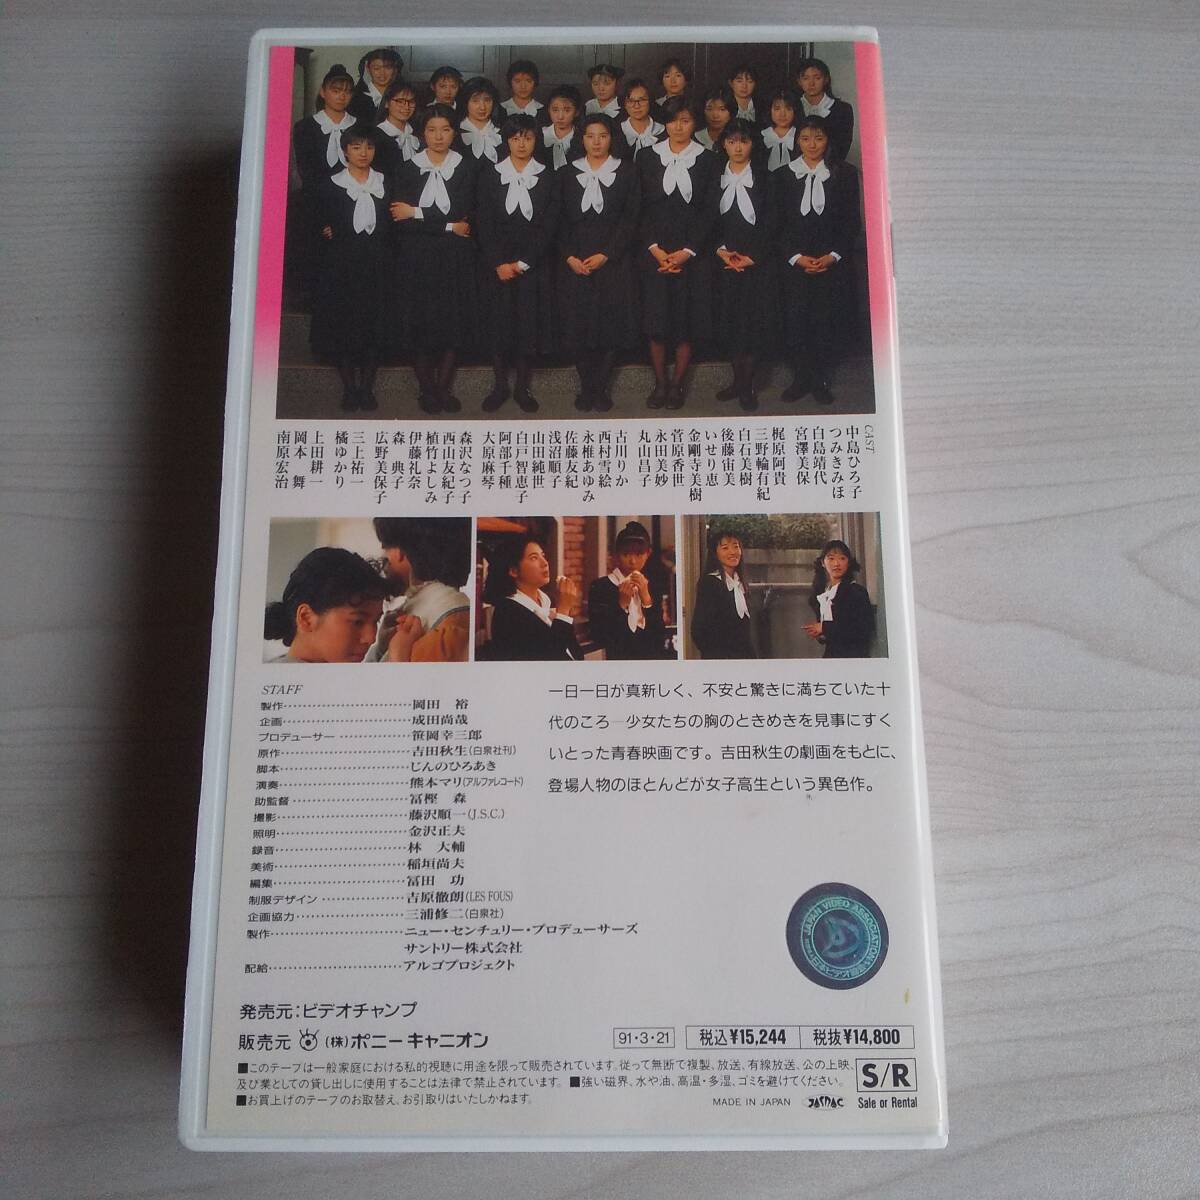 CAST
中島ひろ子
つみきみほ
白島靖代
宮澤美保
梶原阿貴
三野輪有紀
白石美樹
後藤宙美
いせり恵
金剛寺美樹
菅原香世
永田美妙
丸山昌子
古川りか
西村雪絵
永椎あゆみ
佐藤友紀
浅沼順子
山田純世
白戸智恵子
阿部千種
大原麻琴
森沢なつ子
西山友紀子
植竹よしみ
伊藤礼奈
森 典子
広野美保子
三上祐一
橘ゆかり
上田耕一
岡本 舞
南原宏治
STAFF
製作……………………岡田 裕
企画……………………成田尚哉
プロデューサー…………笹岡幸三郎
原作……………………吉田秋生(白泉社刊)
脚本……………………じんのひろあき
演奏……………………熊本マリ(アルファレコード)
助監督…………………冨樫 森
撮影……………………藤沢順一(J.S.C.)
照明……………………金沢正夫
録音……………………林 大輔
美術……………………稲垣尚夫
編集……………………冨田 功
制服デザイン……………吉原徹朗(LES FOUS)
企画協力………………三浦修二(白泉社)
製作……………………ニュー・センチュリー・プロデューサーズ
サントリー株式会社
配給……………………アルゴプロジェクト
一日一日が真新しく、不安と驚きに満ちていた十
代のころ―少女たちの胸のときめきを見事にすく
いとった青春映画です。吉田秋生の劇画をもとに、
登場人物のほとんどが女子高生という異色作。
JAPAN VIDEO ASSOCIATION
発売元:ビデオチャンプ
販売元 (株)ポニーキャニオン
91・3・21 税込¥15,244 税抜¥14,800
■このテープは一般家庭における私的視聴に用途を限って販売されています。従って無断で複製、放送、有線放送、公の上映、
及び業としての貸し出しに使用することは法律で禁止されています。 ■強い磁界、水や油、高温・多湿、ゴミを避けてください。
■お買上げのテープのお取替え、お引取りはいたしかねます。
S/R
MADE IN JAPAN JASRAC Sale or Rental